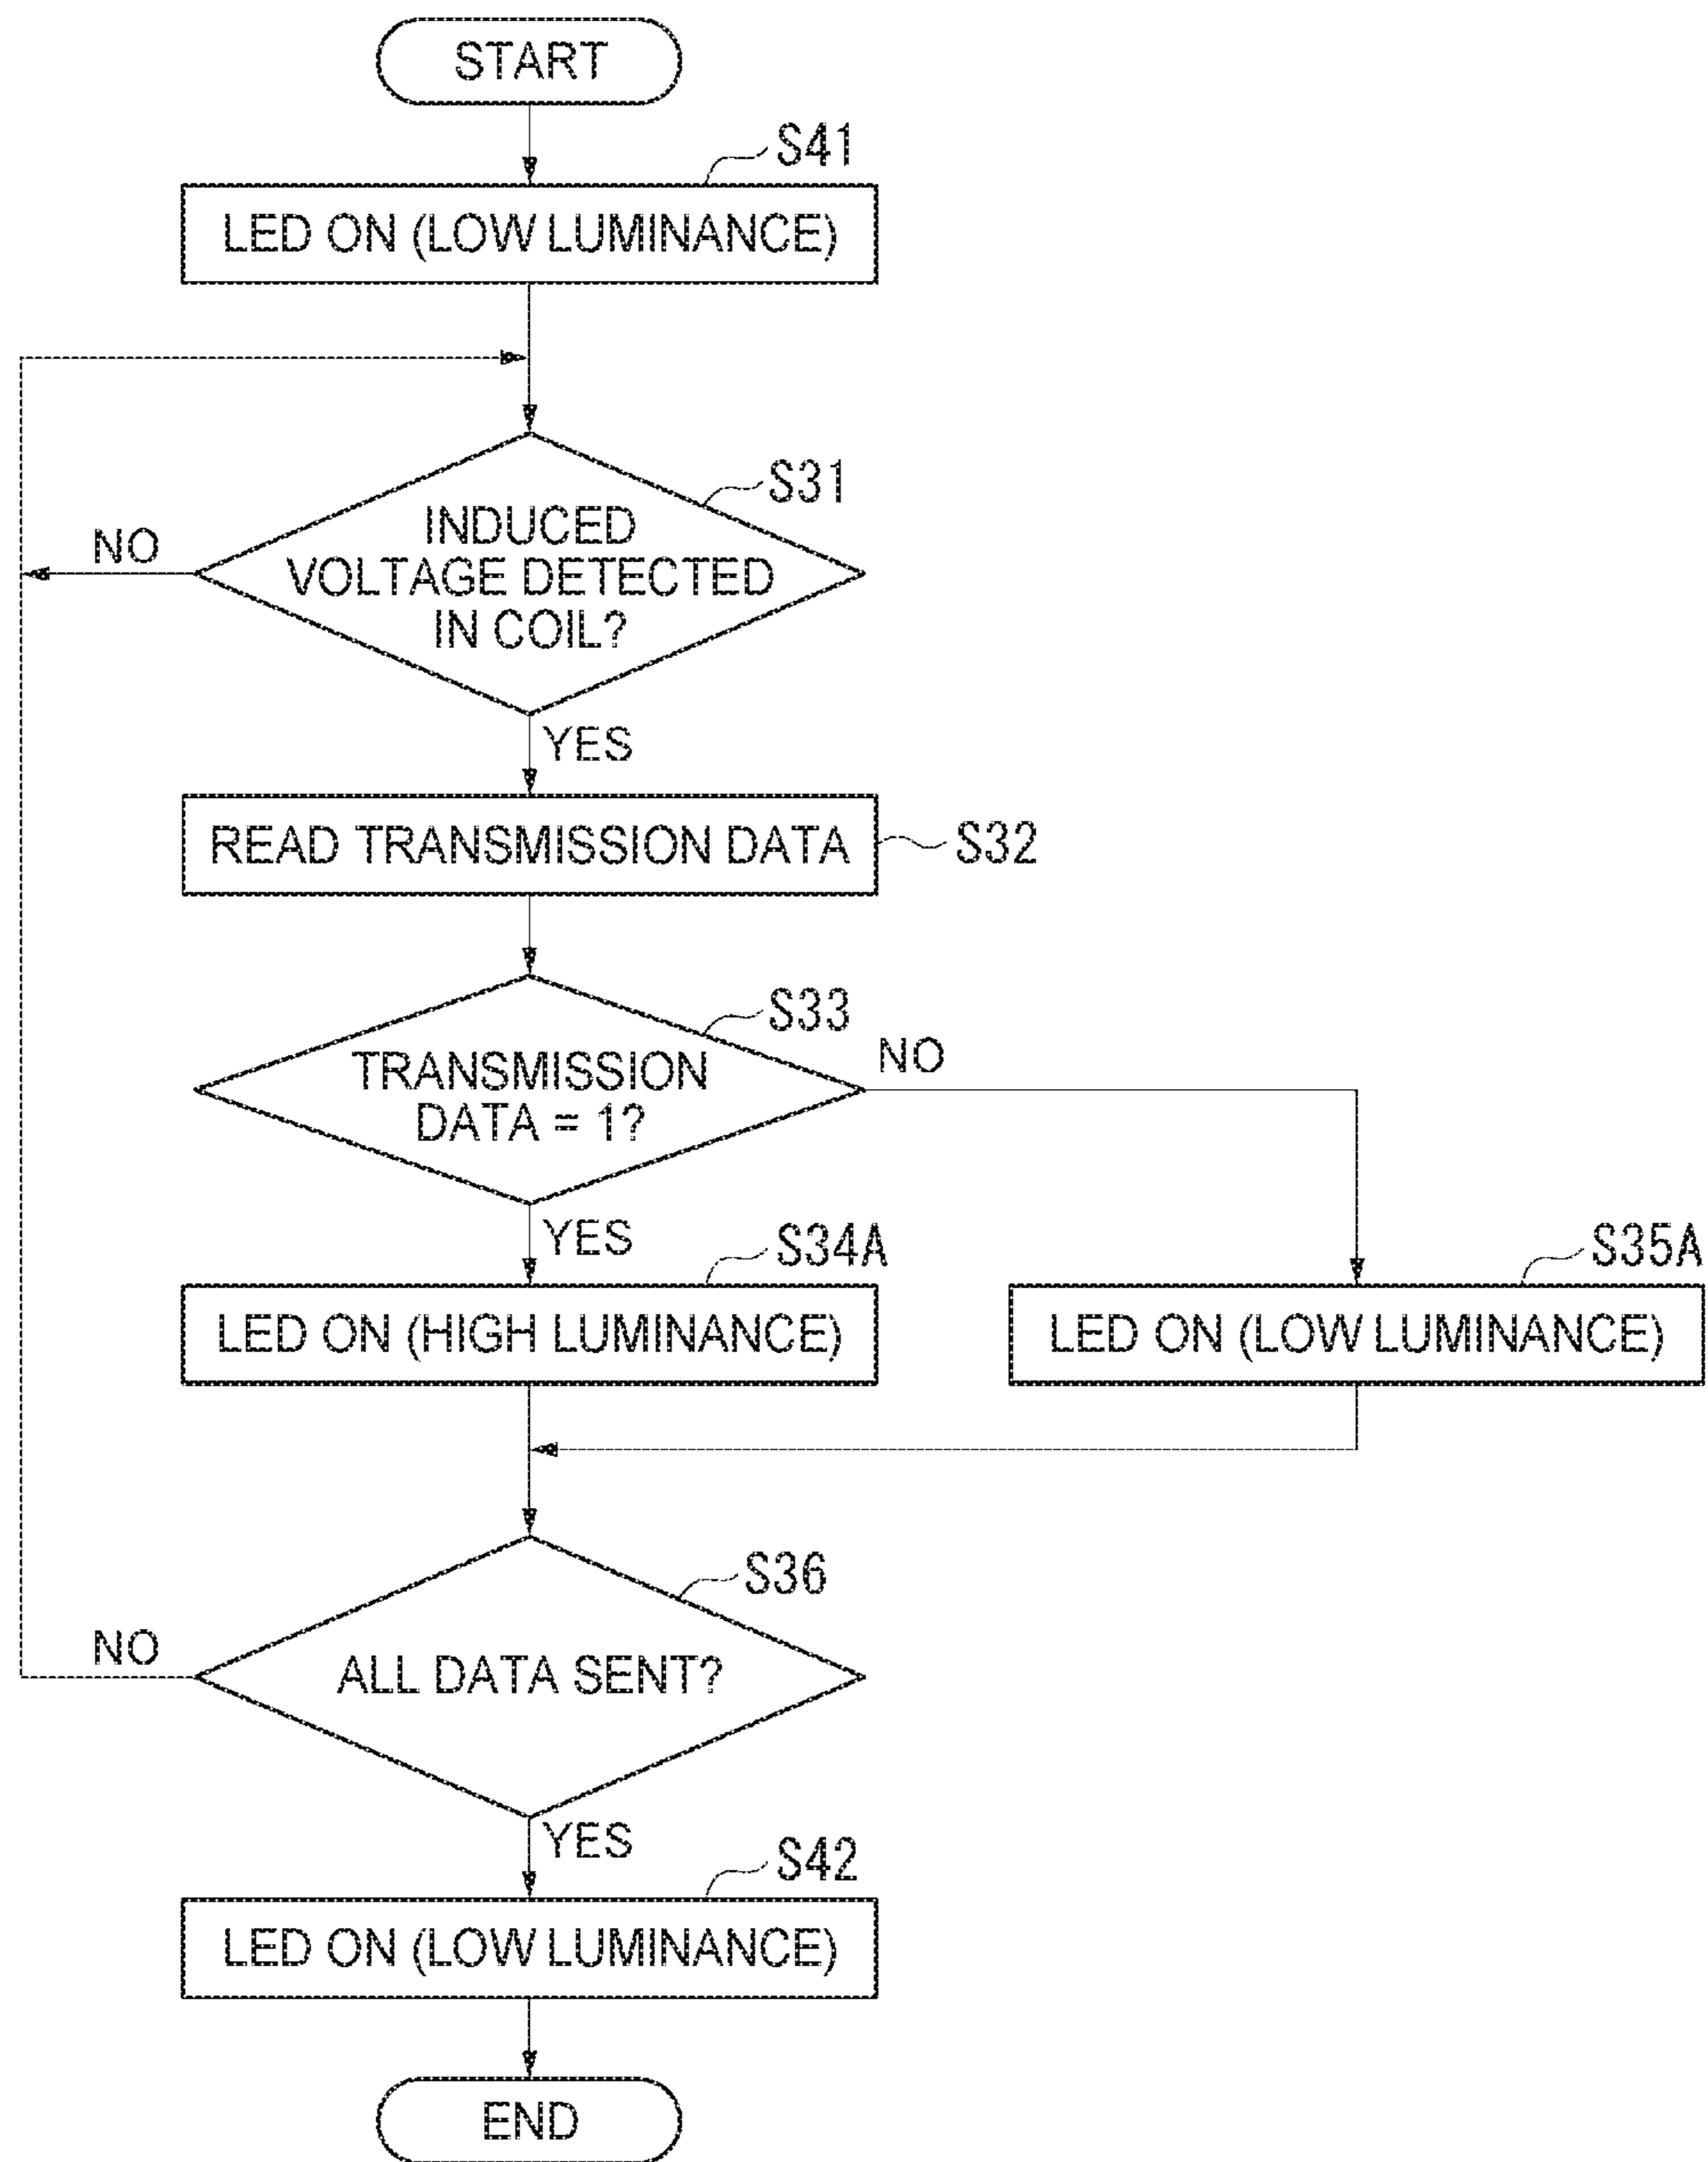 START
S41
LED ON (LOW LUMINANCE)
S31
INDUCED
VOLTAGE DETECTED
IN COIL?
NO
YES
READ TRANSMISSION DATA
S32
S33
TRANSMISSION
DATA = 1?
NO
YES
S34A
LED ON (HIGH LUMINANCE)
S35A
LED ON (LOW LUMINANCE)
S36
ALL DATA SENT?
NO
YES
S42
LED ON (LOW LUMINANCE)
END